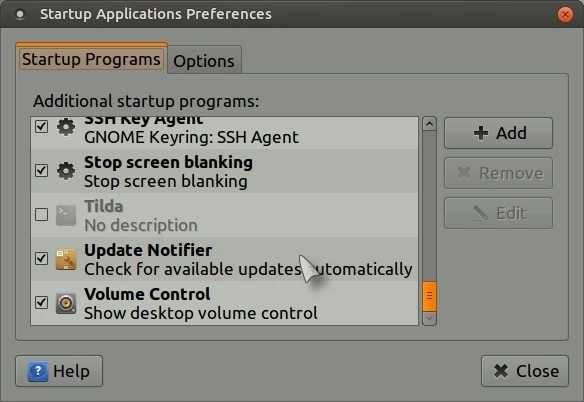 Startup Applications Preferences
Startup Programs
Options
Additional startup programs:
SSH Key Agent
GNOME Keyring: SSH Agent
Stop screen blanking
Stop screen blanking
Tilda
No description
Update Notifier
Check for available updates automatically
Volume Control
Show desktop volume control
Add
Remove
Edit
Help
Close